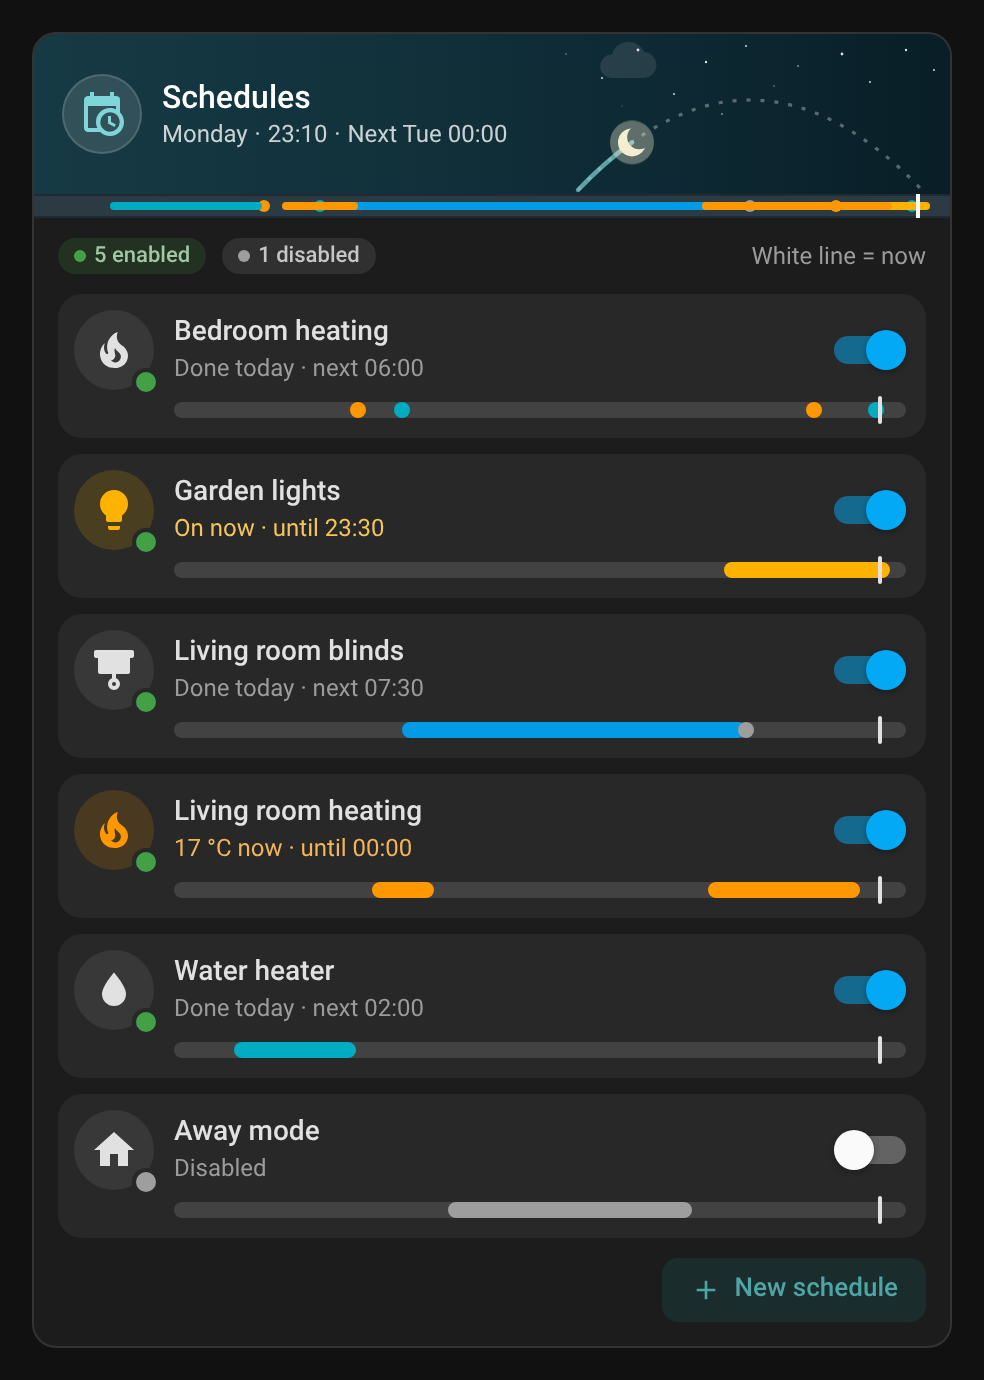 Schedules
Monday · 23:10 · Next Tue 00:00
5 enabled
1 disabled
White line = now
Bedroom heating
Done today · next 06:00
Garden lights
On now · until 23:30
Living room blinds
Done today · next 07:30
Living room heating
17 °C now · until 00:00
Water heater
Done today · next 02:00
Away mode
Disabled
+ New schedule